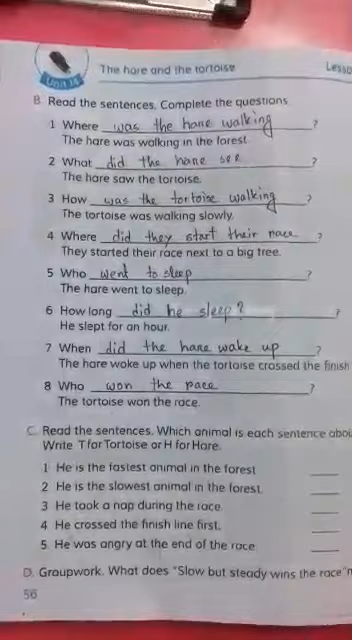 Unit 14
The hare and the tortoise Lesso
B Read the sentences. Complete the questions.
1 Where was the hare walking ?
The hare was walking in the forest.
2 What did the hare see ?
The hare saw the tortoise.
3 How was the tortoise walking ?
The tortoise was walking slowly.
4 Where did they start their race ?
They started their race next to a big tree.
5 Who went to sleep ?
The hare went to sleep.
6 How long did he sleep? ?
He slept for an hour.
7 When did the hare wake up ?
The hare woke up when the tortoise crossed the finish
8 Who won the race ?
The tortoise won the race.
C. Read the sentences. Which animal is each sentence abou
Write T for Tortoise or H for Hare.
1 He is the fastest animal in the forest
2 He is the slowest animal in the forest.
3 He took a nap during the race.
4 He crossed the finish line first.
5. He was angry at the end of the race
D. Groupwork. What does "Slow but steady wins the race" m
56